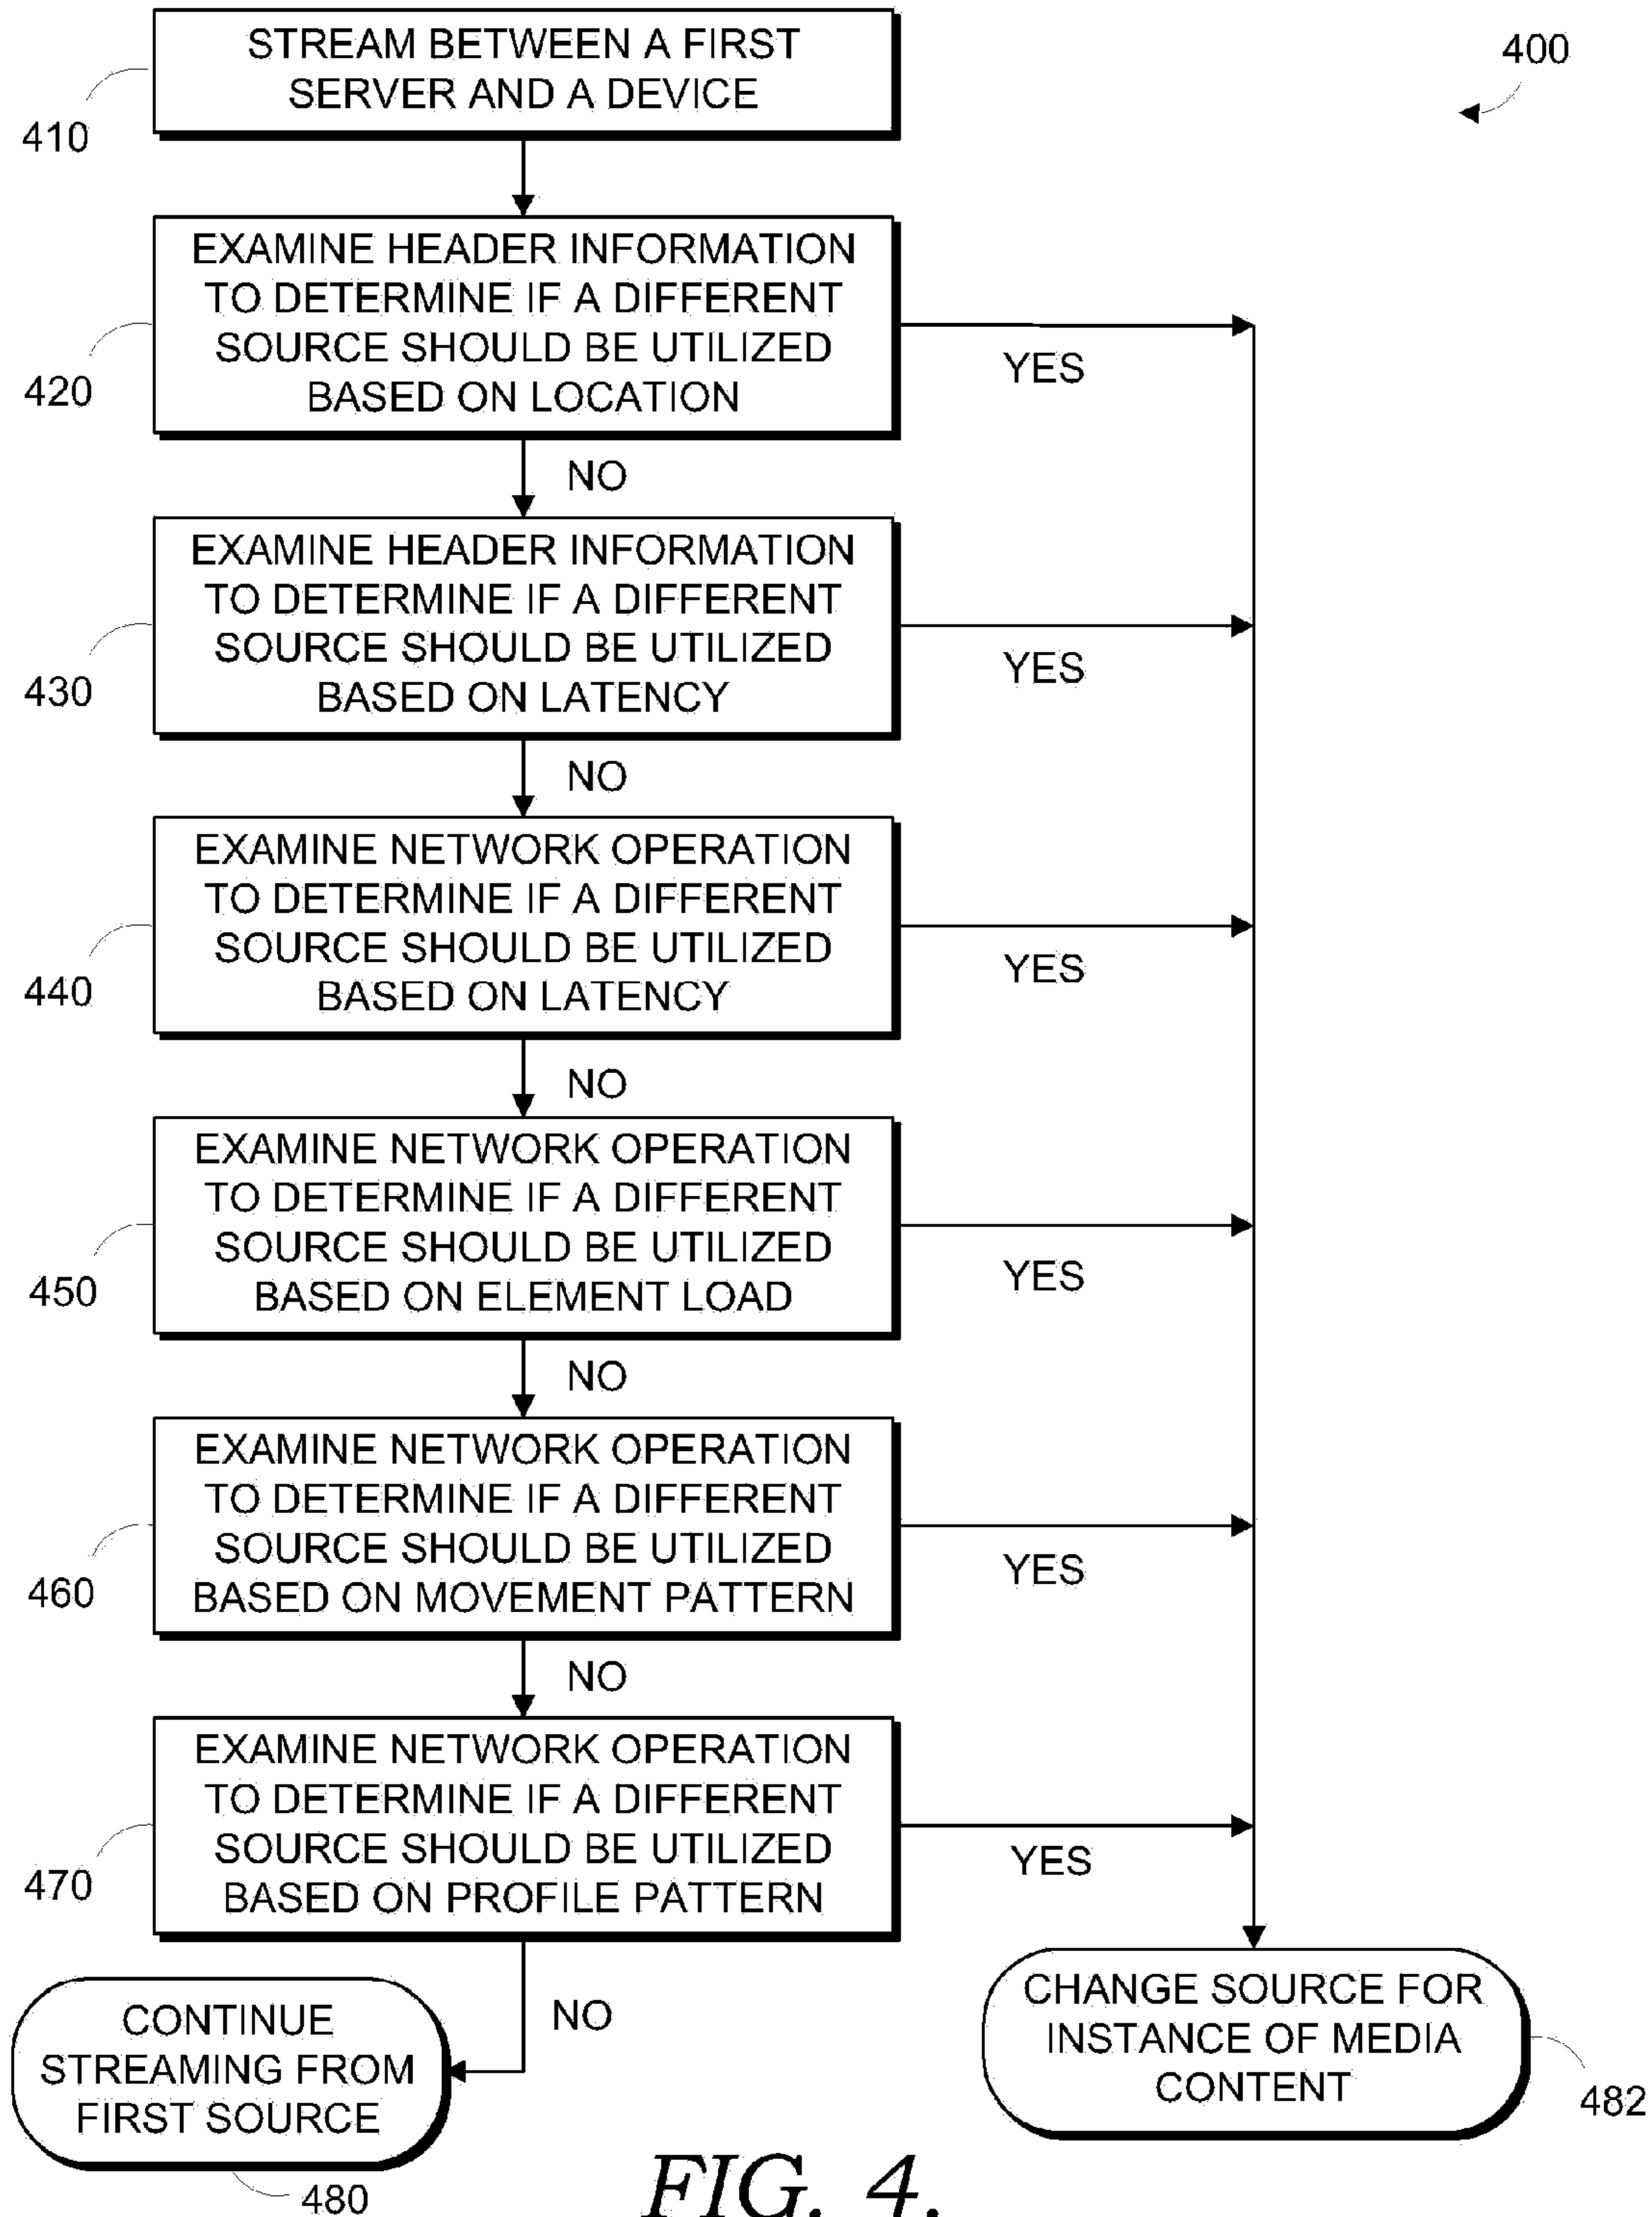 STREAM BETWEEN A FIRST
SERVER AND A DEVICE
400
410
EXAMINE HEADER INFORMATION
TO DETERMINE IF A DIFFERENT
SOURCE SHOULD BE UTILIZED
BASED ON LOCATION
420
YES
NO
EXAMINE HEADER INFORMATION
TO DETERMINE IF A DIFFERENT
SOURCE SHOULD BE UTILIZED
BASED ON LATENCY
430
YES
NO
EXAMINE NETWORK OPERATION
TO DETERMINE IF A DIFFERENT
SOURCE SHOULD BE UTILIZED
BASED ON LATENCY
440
YES
NO
EXAMINE NETWORK OPERATION
TO DETERMINE IF A DIFFERENT
SOURCE SHOULD BE UTILIZED
BASED ON ELEMENT LOAD
450
YES
NO
EXAMINE NETWORK OPERATION
TO DETERMINE IF A DIFFERENT
SOURCE SHOULD BE UTILIZED
BASED ON MOVEMENT PATTERN
460
YES
NO
EXAMINE NETWORK OPERATION
TO DETERMINE IF A DIFFERENT
SOURCE SHOULD BE UTILIZED
BASED ON PROFILE PATTERN
470
YES
NO
CONTINUE
STREAMING FROM
FIRST SOURCE
480
CHANGE SOURCE FOR
INSTANCE OF MEDIA
CONTENT
482
FIG. 4.